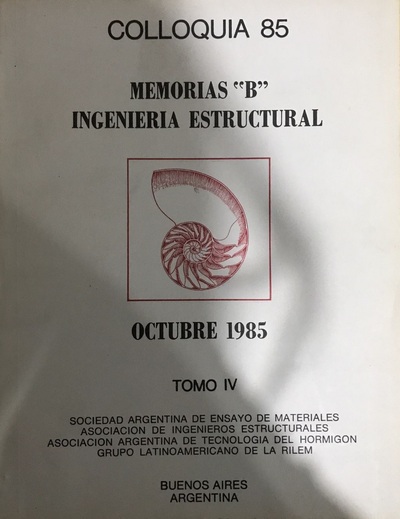 COLLOQUIA 85
MEMORIAS "B"
INGENIERIA ESTRUCTURAL
OCTUBRE 1985
TOMO IV
SOCIEDAD ARGENTINA DE ENSAYO DE MATERIALES
ASOCIACION DE INGENIEROS ESTRUCTURALES
ASOCIACION ARGENTINA DE TECNOLOGIA DEL HORMIGON
GRUPO LATINOAMERICANO DE LA RILEM
BUENOS AIRES
ARGENTINA